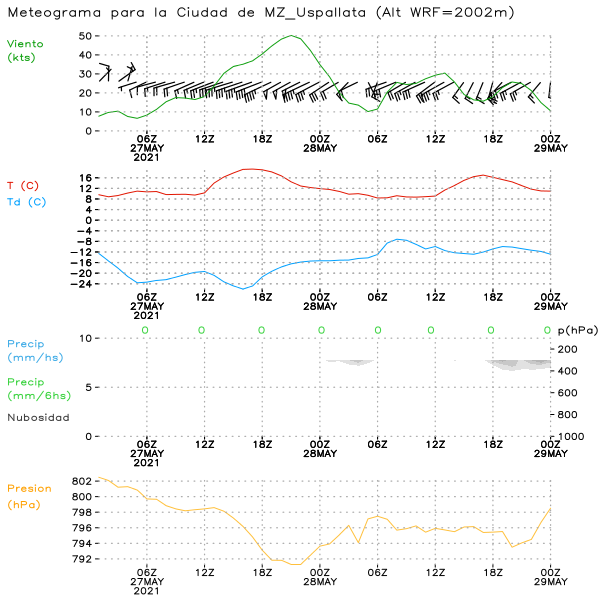 Meteograma para la Ciudad de MZ_Uspallata (Alt WRF=2002m)
Viento
(kts)
50
40
30
20
10
0
06Z 12Z 18Z 00Z 06Z 12Z 18Z 00Z
27MAY 28MAY 29MAY
2021
T (C)
Td (C)
16
12
8
4
0
-4
-8
-12
-16
-20
-24
06Z 12Z 18Z 00Z 06Z 12Z 18Z 00Z
27MAY 28MAY 29MAY
2021
Precip
(mm/hs)
Precip
(mm/6hs)
Nubosidad
10
5
0
0 0 0 0 0 0 0 0
p(hPa)
200
400
600
800
1000
06Z 12Z 18Z 00Z 06Z 12Z 18Z 00Z
27MAY 28MAY 29MAY
2021
Presion
(hPa)
802
800
798
796
794
792
06Z 12Z 18Z 00Z 06Z 12Z 18Z 00Z
27MAY 28MAY 29MAY
2021